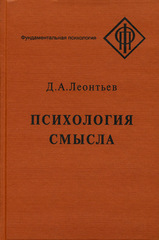 Фундаментальная психология
Д.А.Леонтьев
ПСИХОЛОГИЯ
СМЫСЛА